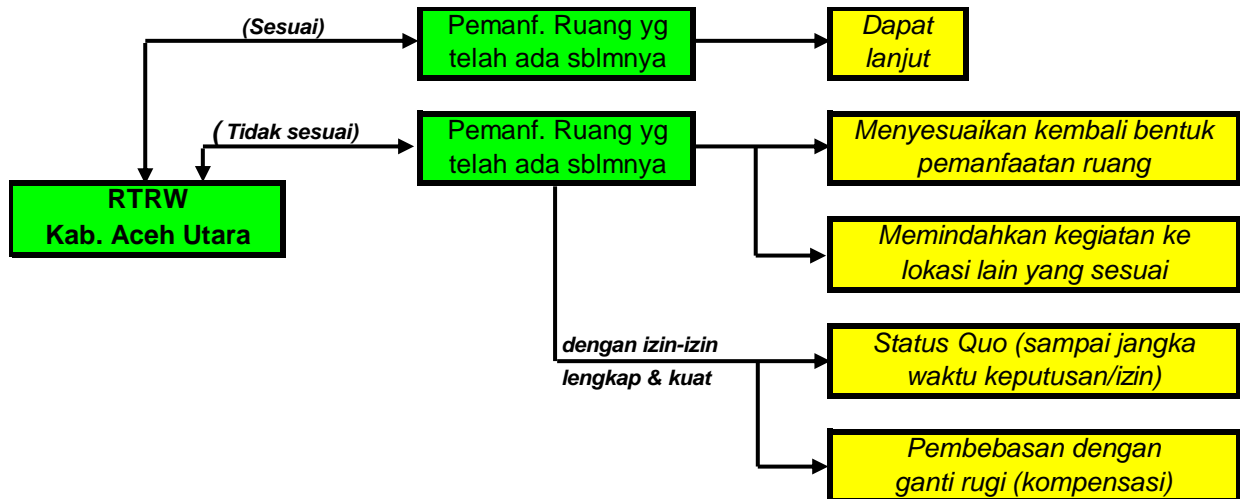 (Sesuai)
Pemanf. Ruang yg
telah ada sblmnya
Dapat
lanjut
( Tidak sesuai)
Pemanf. Ruang yg
telah ada sblmnya
Menyesuaikan kembali bentuk
pemanfaatan ruang
RTRW
Kab. Aceh Utara
Memindahkan kegiatan ke
lokasi lain yang sesuai
dengan izin-izin
lengkap & kuat
Status Quo (sampai jangka
waktu keputusan/izin)
Pembebasan dengan
ganti rugi (kompensasi)